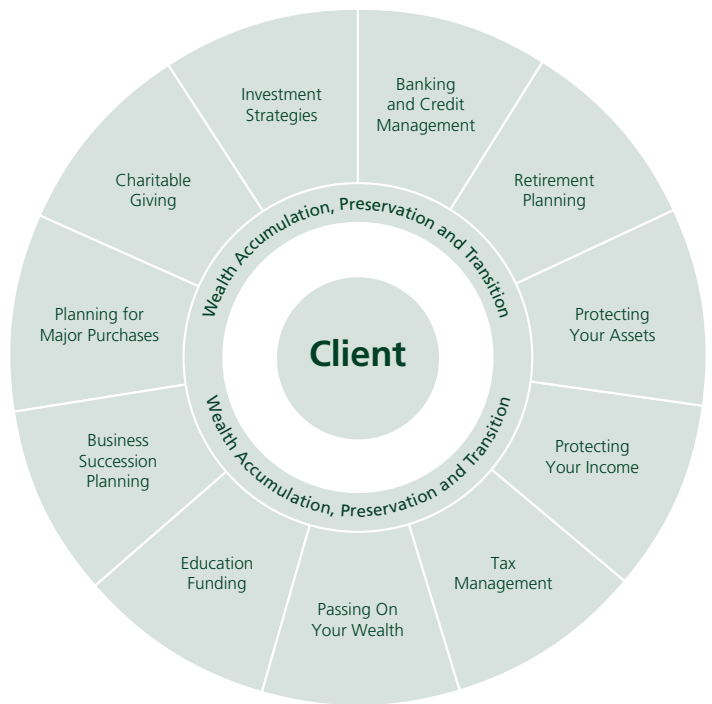 Banking
and Credit
Management
Retirement
Planning
Protecting
Your Assets
Protecting
Your Income
Tax
Management
Passing On
Your Wealth
Education
Funding
Business
Succession
Planning
Planning for
Major Purchases
Charitable
Giving
Investment
Strategies
Wealth Accumulation, Preservation and Transition
Client
Wealth Accumulation, Preservation and Transition